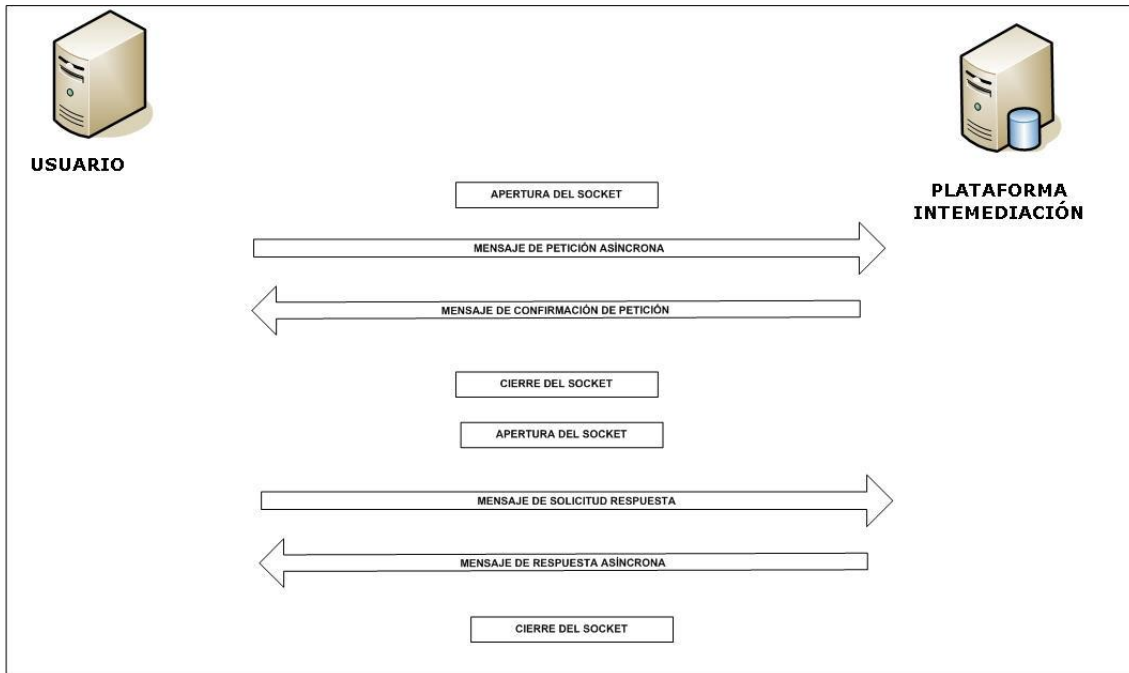 USUARIO
PLATAFORMA
INTEMEDIACIÓN
APERTURA DEL SOCKET
MENSAJE DE PETICIÓN ASÍNCRONA
MENSAJE DE CONFIRMACIÓN DE PETICIÓN
CIERRE DEL SOCKET
APERTURA DEL SOCKET
MENSAJE DE SOLICITUD RESPUESTA
MENSAJE DE RESPUESTA ASÍNCRONA
CIERRE DEL SOCKET